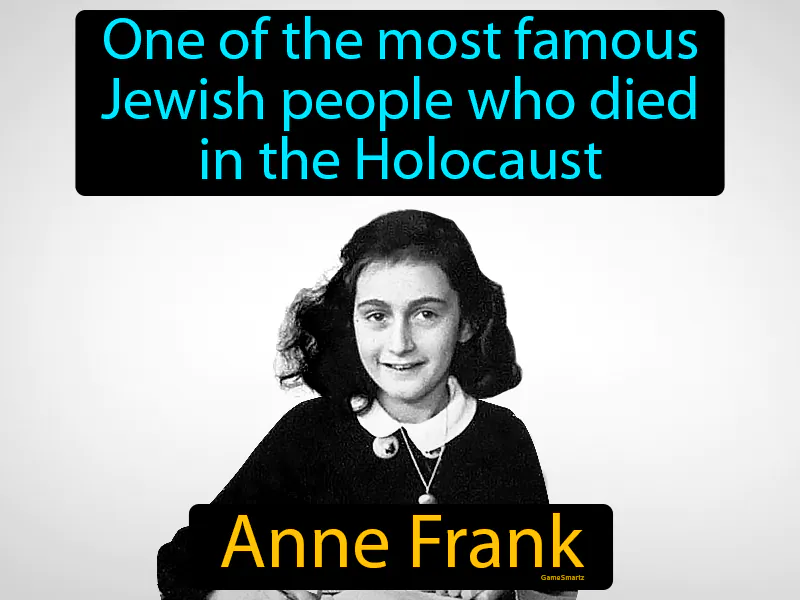 One of the most famous
Jewish people who died
in the Holocaust
Anne Frank
GameSmartz